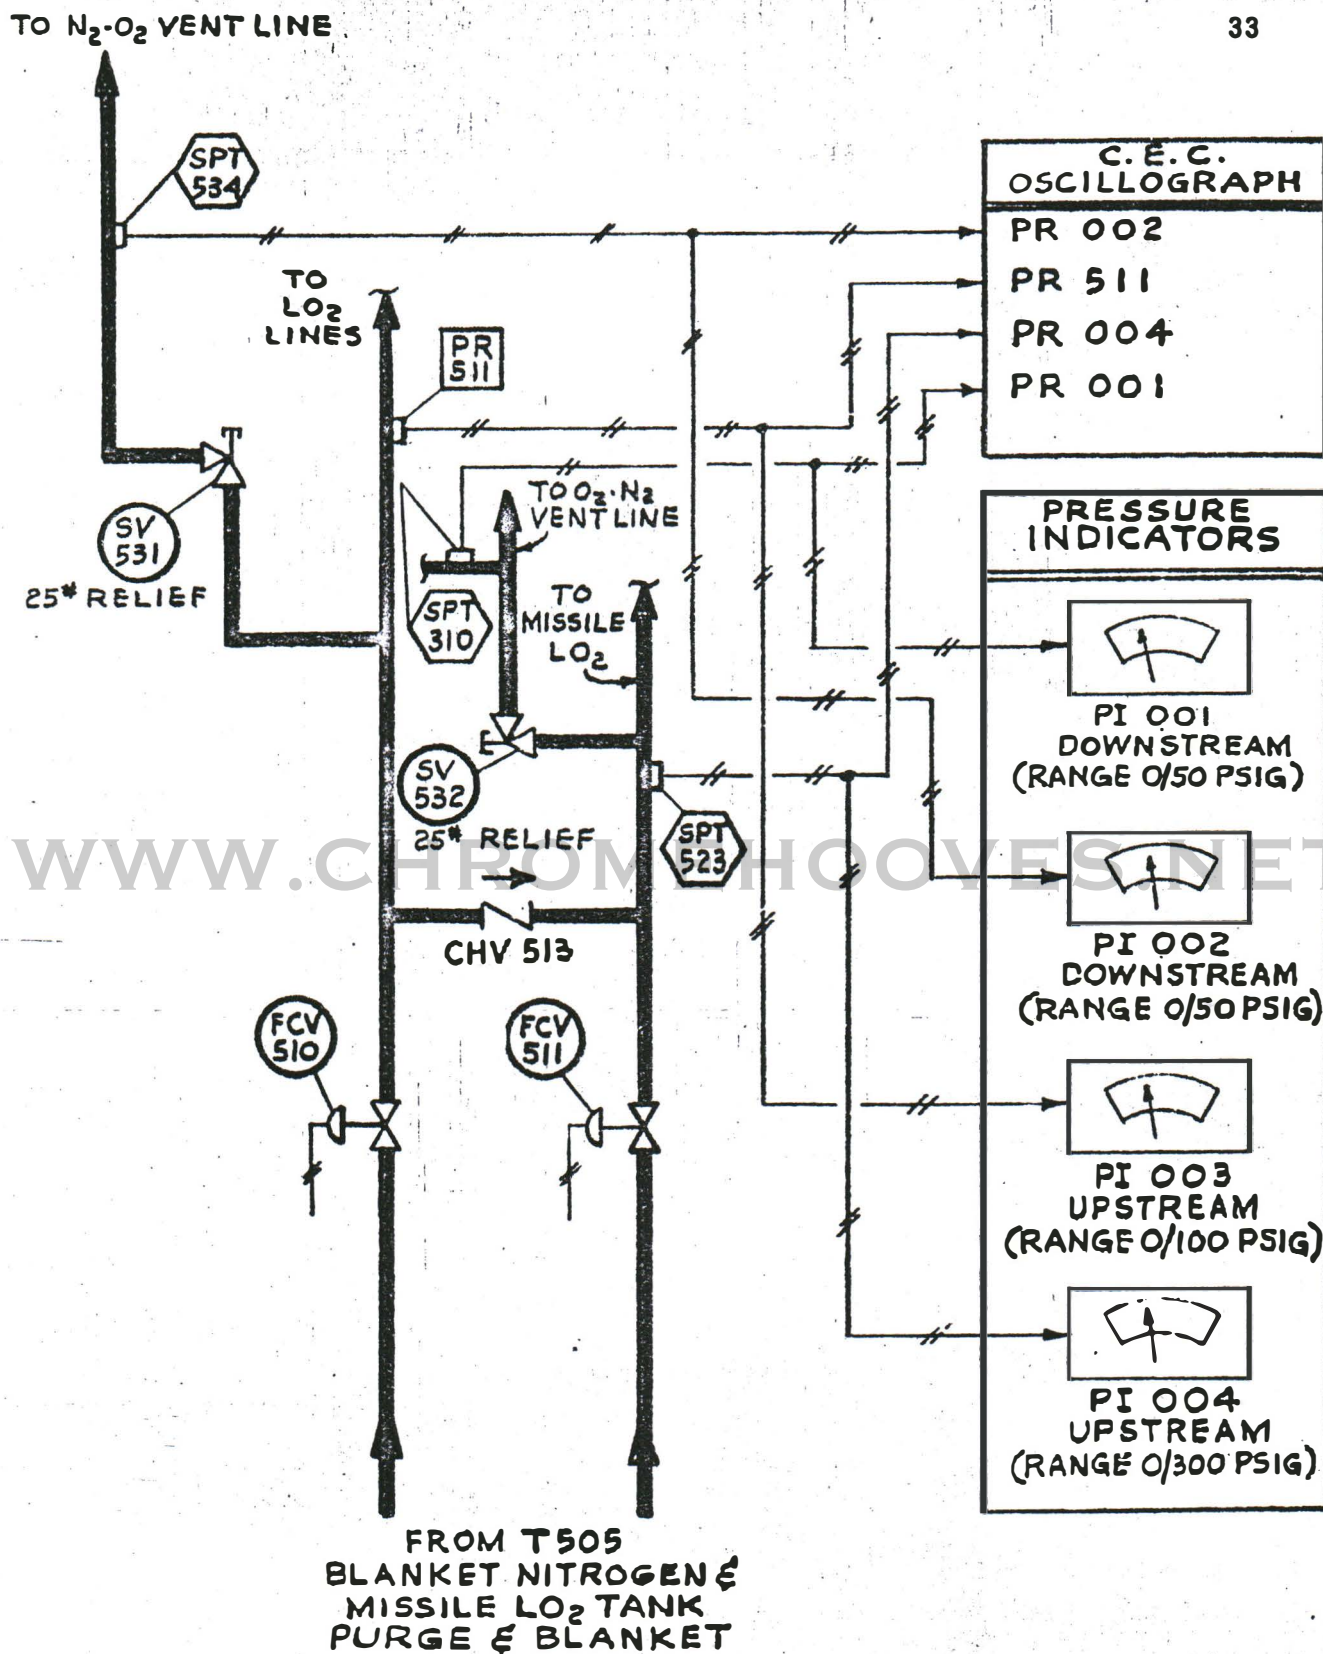 TO N₂-O₂ VENT LINE
33
SPT
534
C. E. C.
OSCILLOGRAPH
PR 002
PR 511
PR 004
PR 001
TO
LO₂
LINES
PR
511
SV
531
25# RELIEF
TO O₂-N₂
VENT LINE
SPT
310
TO
MISSILE
LO₂
SV
532
25# RELIEF
SPT
523
CHV 513
FCV
510
FCV
511
PRESSURE
INDICATORS
PI 001
DOWNSTREAM
(RANGE 0/50 PSIG)
PI 002
DOWNSTREAM
(RANGE 0/50 PSIG)
PI 003
UPSTREAM
(RANGE 0/100 PSIG)
PI 004
UPSTREAM
(RANGE 0/300 PSIG)
WWW.CHROMEHOOVES.NET
FROM T505
BLANKET NITROGEN &
MISSILE LO₂ TANK
PURGE & BLANKET